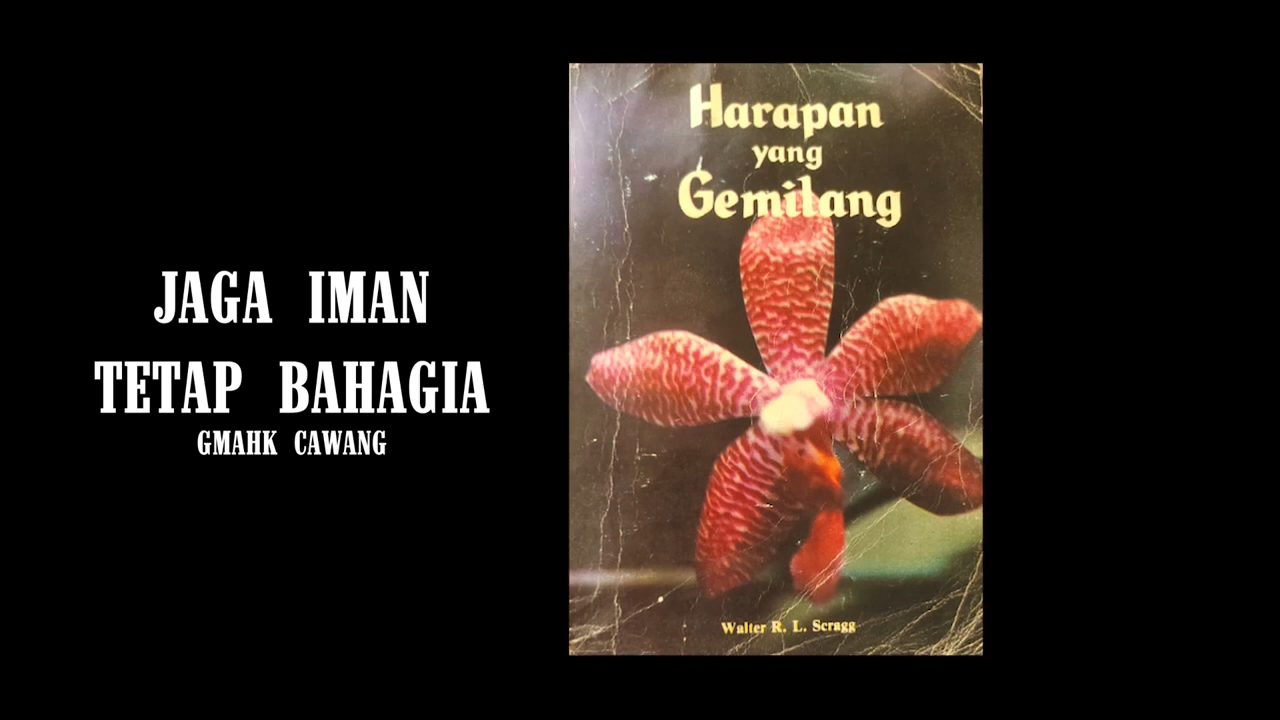 JAGA IMAN
TETAP BAHAGIA
GMAHK CAWANG
Harapan
yang
Gemilang
Walter R. L. Scragg